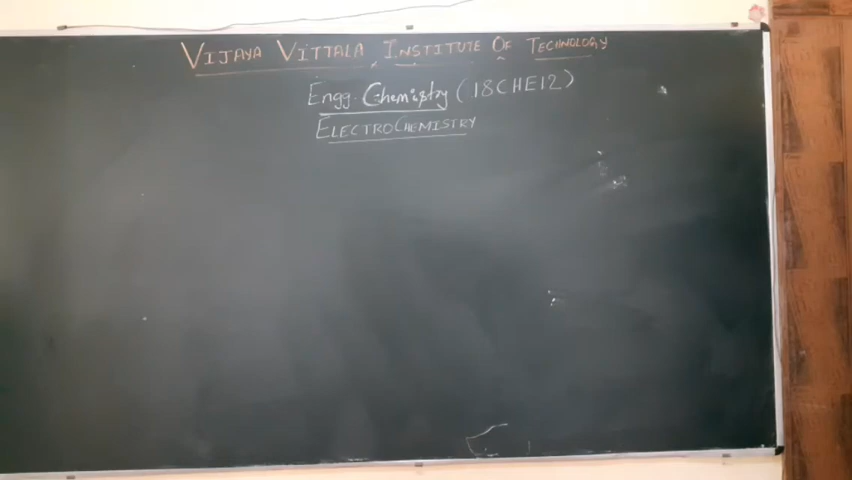 VIJAYA VITTALA INSTITUTE OF TECHNOLOGY
Engg. Chemistry (18CHE12)
ELECTROCHEMISTRY